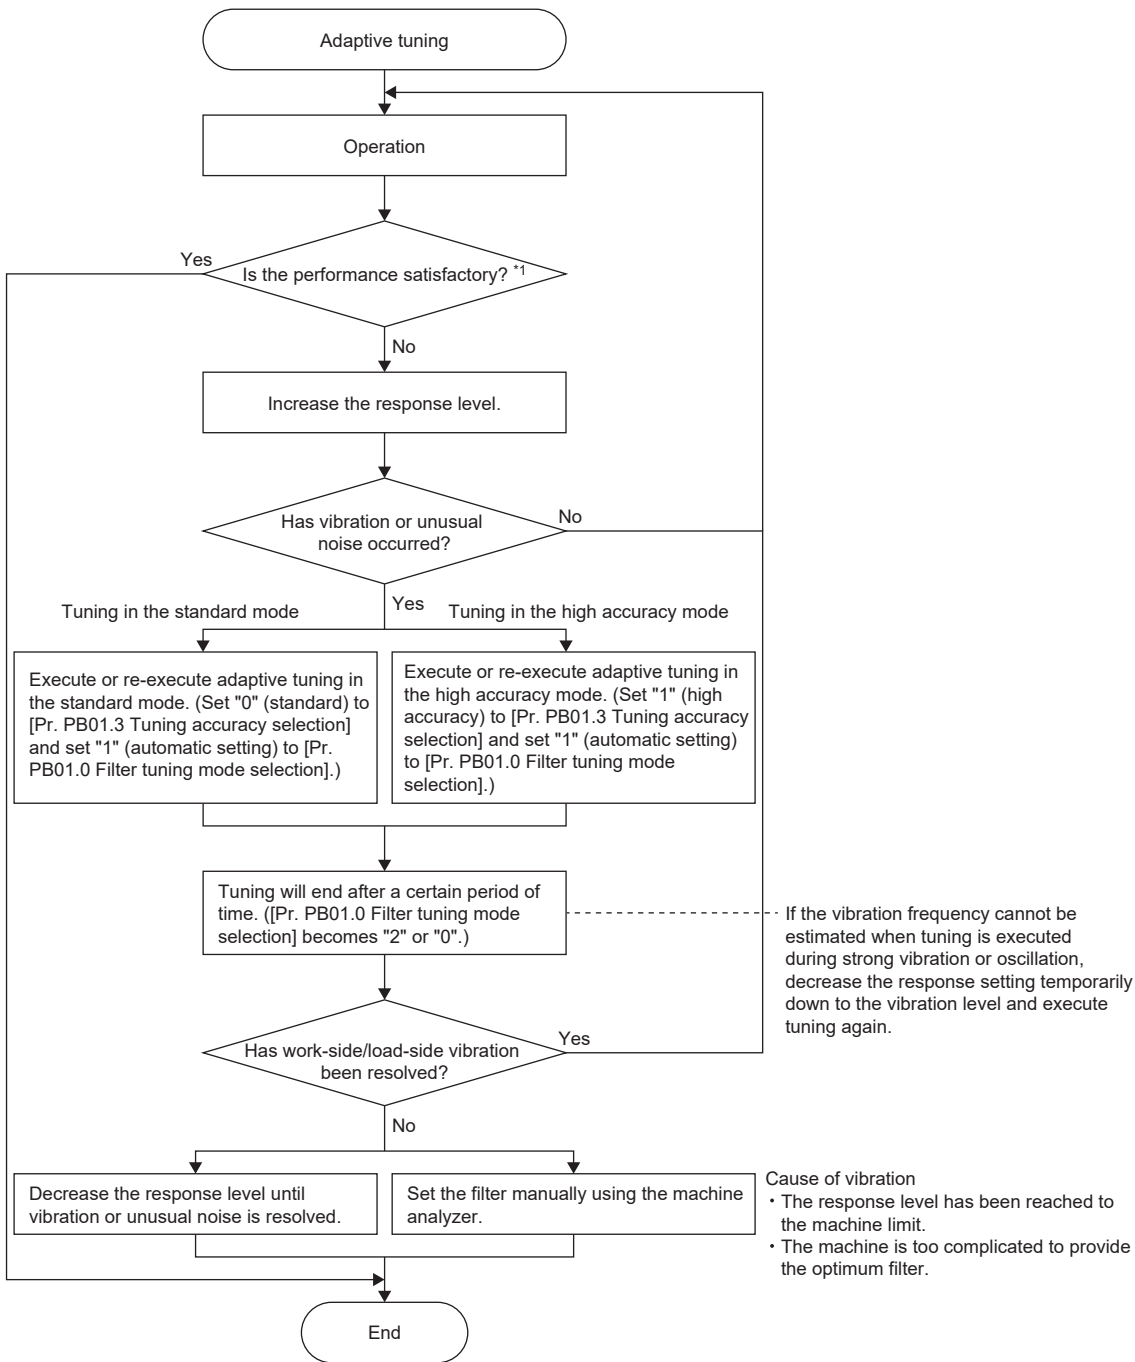 Adaptive tuning
Operation
Yes
Is the performance satisfactory? *1
No
Increase the response level.
Has vibration or unusual
noise occurred?
No
Yes
Tuning in the standard mode
Tuning in the high accuracy mode
Execute or re-execute adaptive tuning in
the standard mode. (Set "0" (standard) to
[Pr. PB01.3 Tuning accuracy selection]
and set "1" (automatic setting) to [Pr.
PB01.0 Filter tuning mode selection].)
Execute or re-execute adaptive tuning in
the high accuracy mode. (Set "1" (high
accuracy) to [Pr. PB01.3 Tuning accuracy
selection] and set "1" (automatic setting)
to [Pr. PB01.0 Filter tuning mode
selection].)
Tuning will end after a certain period of
time. ([Pr. PB01.0 Filter tuning mode
selection] becomes "2" or "0".)
If the vibration frequency cannot be
estimated when tuning is executed
during strong vibration or oscillation,
decrease the response setting temporarily
down to the vibration level and execute
tuning again.
Has work-side/load-side vibration
been resolved?
Yes
No
Decrease the response level until
vibration or unusual noise is resolved.
Set the filter manually using the machine
analyzer.
Cause of vibration
・The response level has been reached to
the machine limit.
・The machine is too complicated to provide
the optimum filter.
End